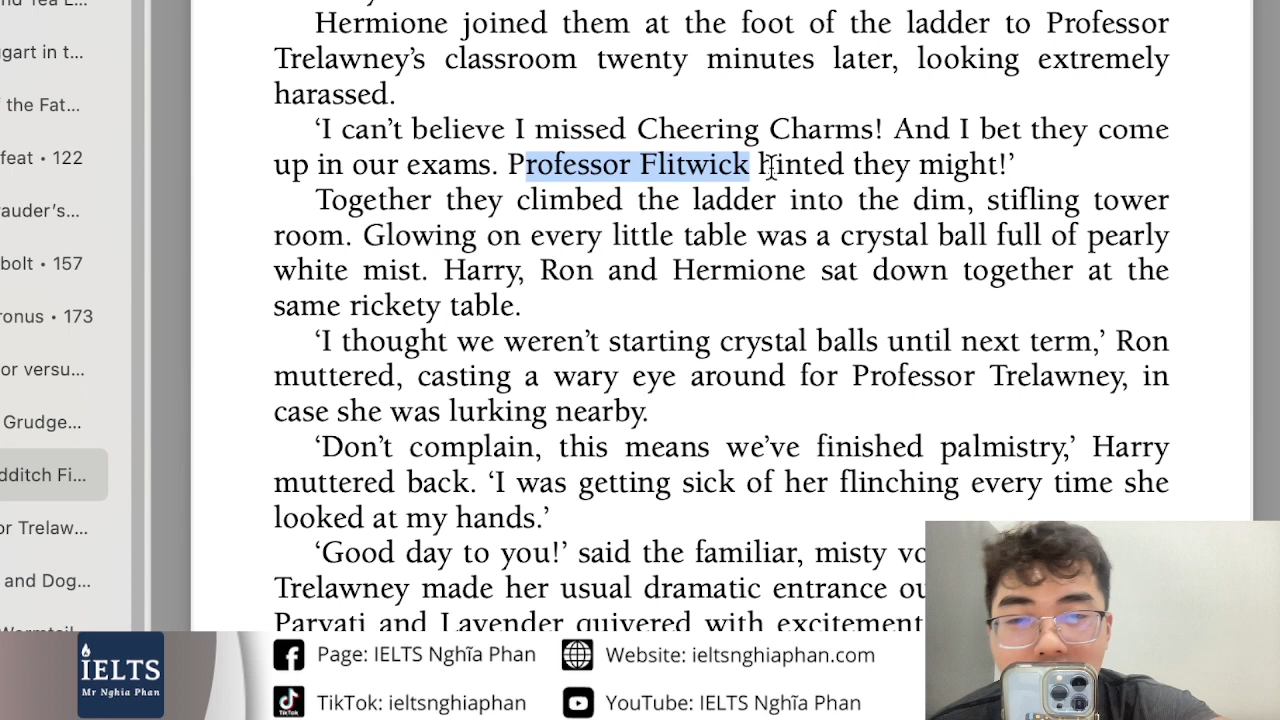 and Tea L
Hermione joined them at the foot of the ladder to Professor
ggart in t...
Trelawney's classroom twenty minutes later, looking extremely
harassed.
the Fat...
'I can't believe I missed Cheering Charms! And I bet they come
feat • 122
up in our exams. Professor Flitwick hinted they might!'
Together they climbed the ladder into the dim, stifling tower
rauder's...
room. Glowing on every little table was a crystal ball full of pearly
bolt • 157
white mist. Harry, Ron and Hermione sat down together at the
same rickety table.
ronus • 173
'I thought we weren't starting crystal balls until next term,' Ron
or versu...
muttered, casting a wary eye around for Professor Trelawney, in
case she was lurking nearby.
Grudge...
'Don't complain, this means we've finished palmistry,' Harry
dditch Fi...
muttered back. 'I was getting sick of her flinching every time she
looked at my hands.'
or Trelaw...
'Good day to you!' said the familiar, misty vo
and Dog...
Trelawney made her usual dramatic entrance ou
Parvati and Lavender quivered with excitement
IELTS
Mr Nghia Phan
Page: IELTS Nghĩa Phan
Website: ieltsnghiaphan.com
TikTok: ieltsnghiaphan
YouTube: IELTS Nghĩa Phan